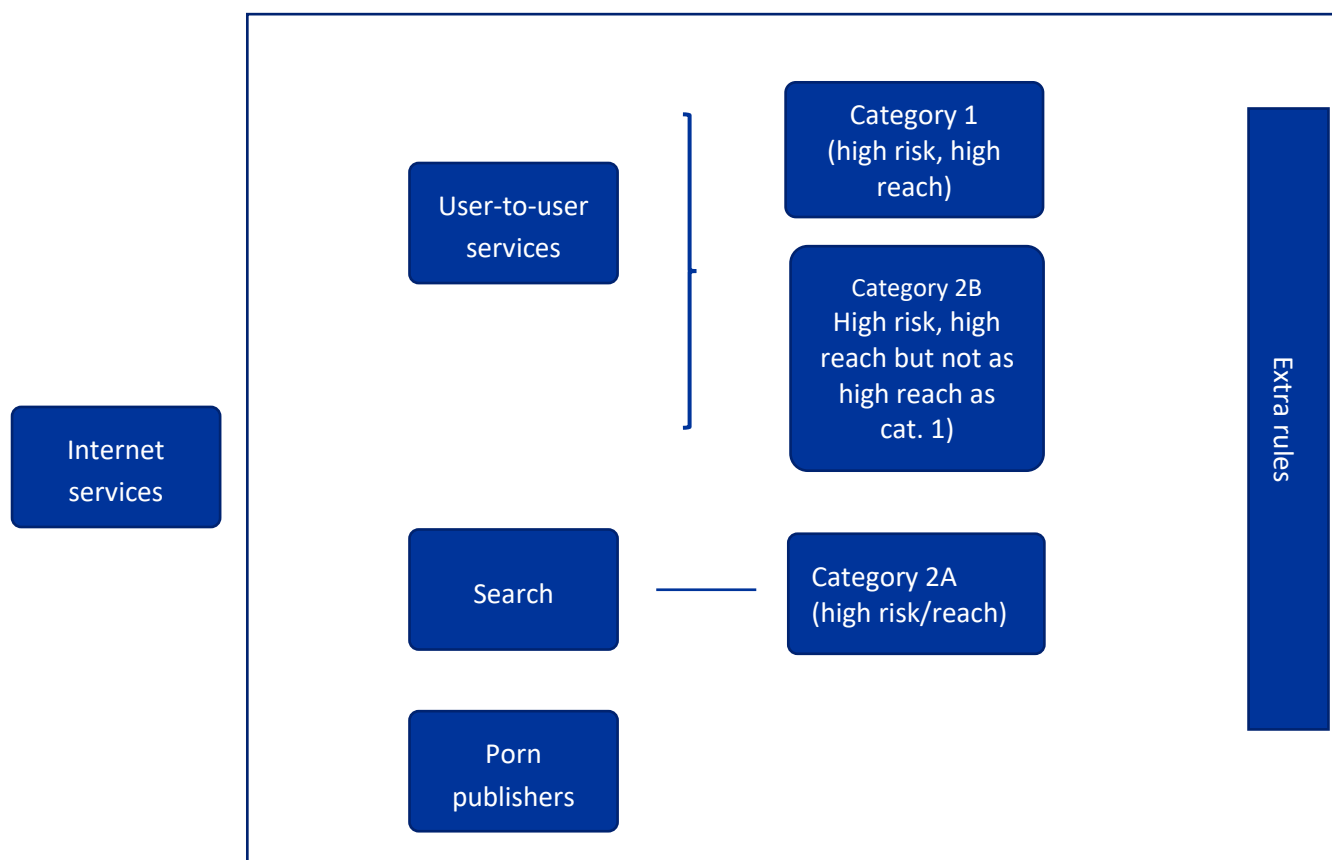 Internet
services
User-to-user
services
Category 1
(high risk, high
reach)
Category 2B
High risk, high
reach but not as
high reach as
cat. 1)
Search
Category 2A
(high risk/reach)
Porn
publishers
Extra rules